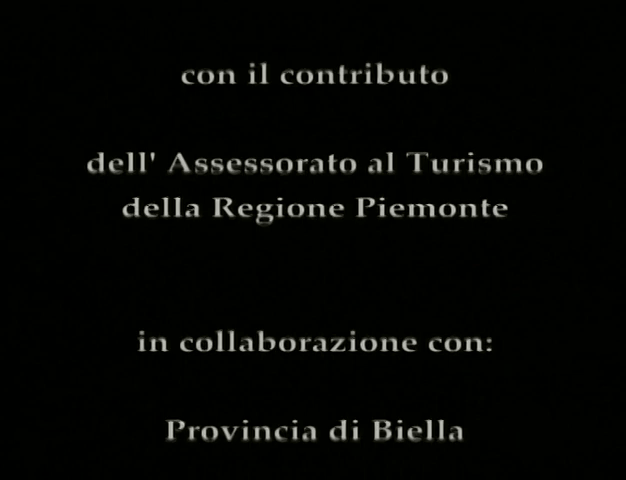 con il contributo
dell' Assessorato al Turismo
della Regione Piemonte
in collaborazione con:
Provincia di Biella